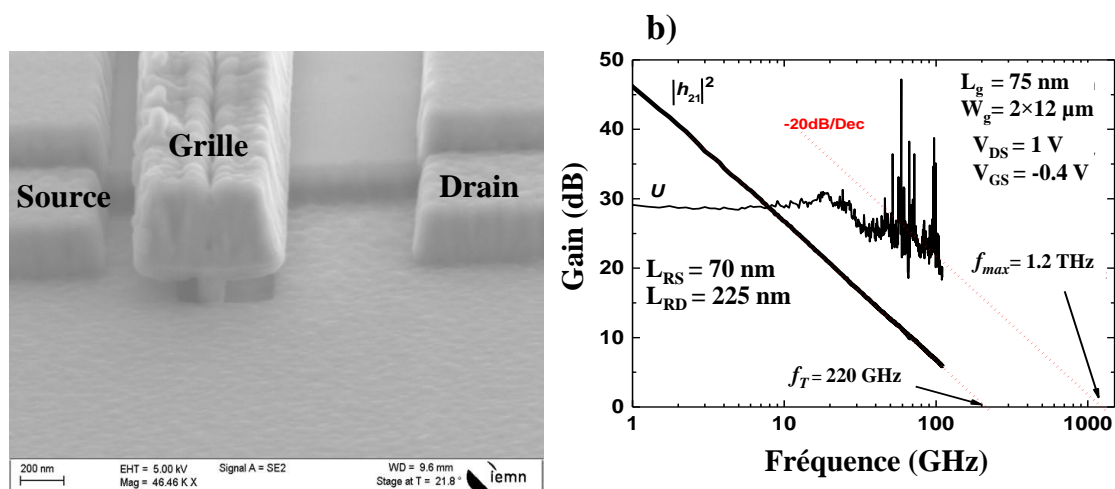 Source
Grille
Drain
200 nm
EHT = 5.00 kV
Signal A = SE2
WD = 9.6 mm
Mag = 46.46 K X
Stage at T = 21.8 °
iemn
b)
50
40
30
20
10
0
Gain (dB)
|h21|²
-20dB/Dec
U
Lg = 75 nm
Wg= 2×12 µm
VDS = 1 V
VGS = -0.4 V
LRS = 70 nm
LRD = 225 nm
fmax= 1.2 THz
fT = 220 GHz
1
10
100
1000
Fréquence (GHz)